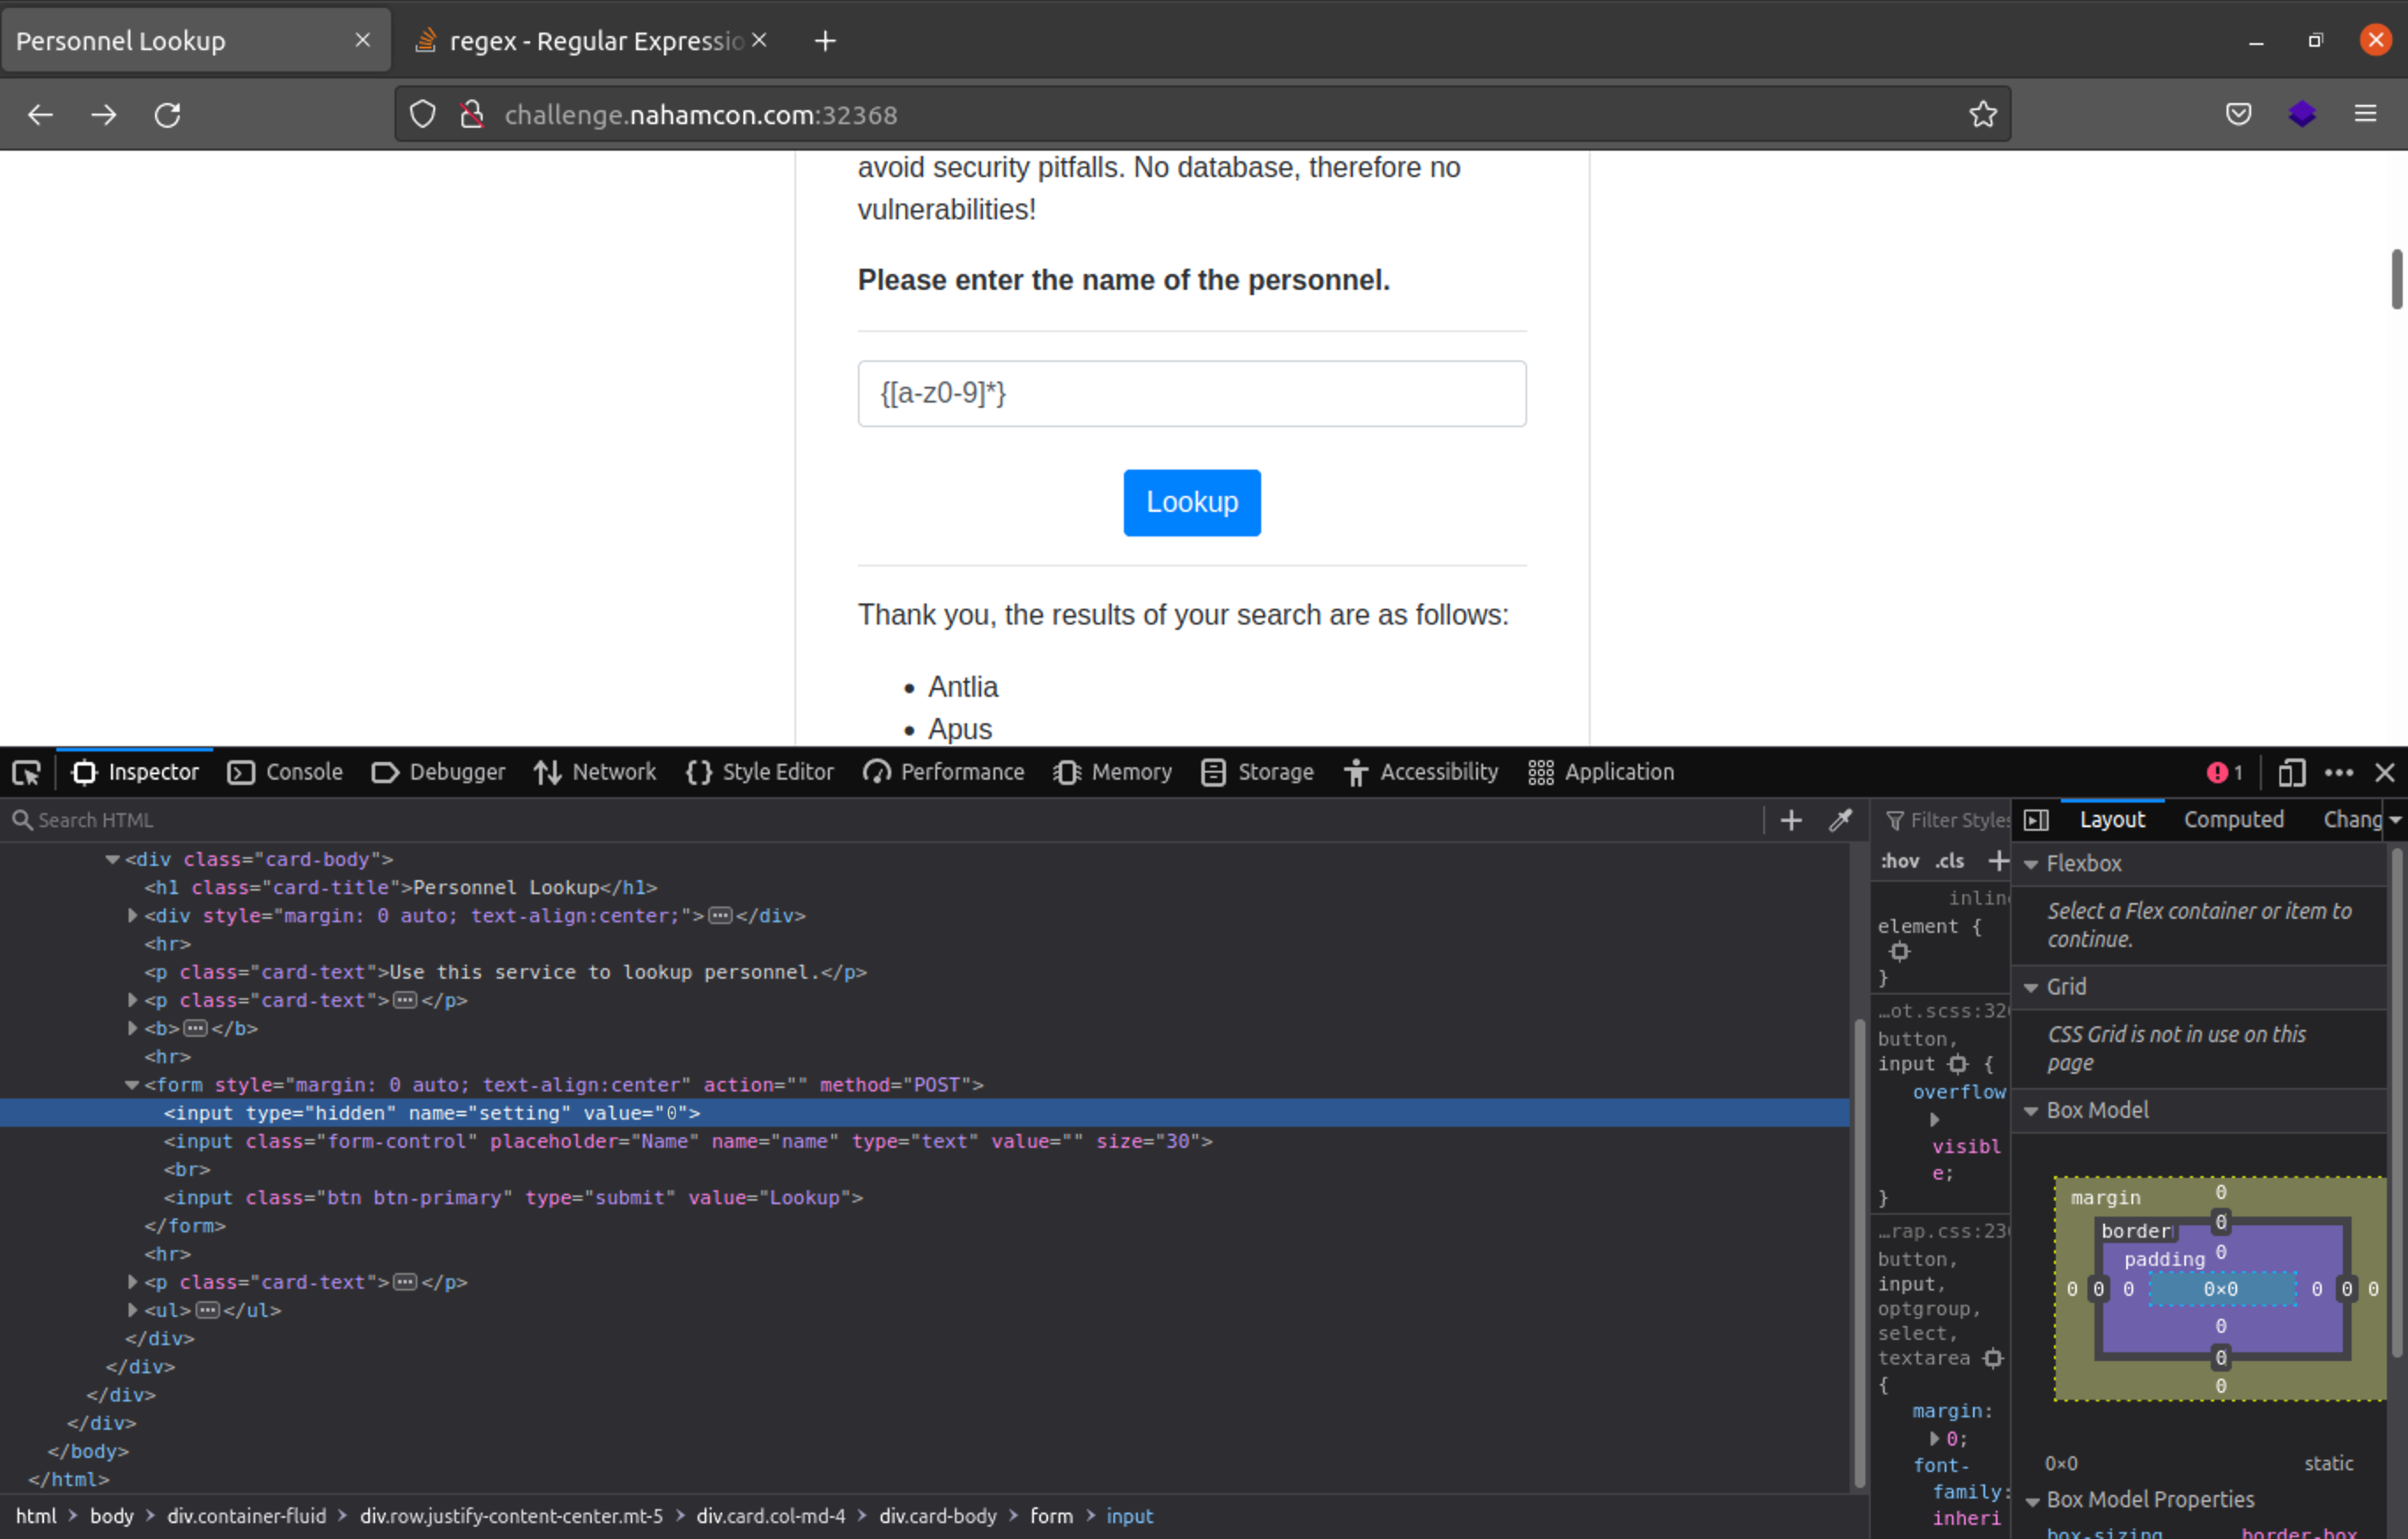 Personnel Lookup
regex - Regular Expressio
challenge.nahamcon.com:32368
avoid security pitfalls. No database, therefore no
vulnerabilities!
Please enter the name of the personnel.
{[a-z0-9]*}
Lookup
Thank you, the results of your search are as follows:
• Antlia
• Apus
Inspector Console Debugger Network {} Style Editor Performance Memory Storage Accessibility Application 1
Search HTML
Filter Styles
Layout Computed Chang
<div class="card-body">
<h1 class="card-title">Personnel Lookup</h1>
<div style="margin: 0 auto; text-align:center;">…</div>
<hr>
<p class="card-text">Use this service to lookup personnel.</p>
<p class="card-text">…</p>
<b>…</b>
<hr>
<form style="margin: 0 auto; text-align:center" action="" method="POST">
<input type="hidden" name="setting" value="0">
<input class="form-control" placeholder="Name" name="name" type="text" value="" size="30">
<br>
<input class="btn btn-primary" type="submit" value="Lookup">
</form>
<hr>
<p class="card-text">…</p>
<ul>…</ul>
</div>
</div>
</div>
</div>
</body>
</html>
html > body > div.container-fluid > div.row.justify-content-center.mt-5 > div.card.col-md-4 > div.card-body > form > input
:hov .cls +
inline
element {
}
…ot.scss:320
button,
input {
overflow
visibl
e;
}
…rap.css:230
button,
input,
optgroup,
select,
textarea
{
margin:
0;
font-
family:
inheri
Flexbox
Select a Flex container or item to
continue.
Grid
CSS Grid is not in use on this
page
Box Model
margin 0
border 0
padding 0
0 0 0 0×0 0 0 0
0
0
0
0×0 static
Box Model Properties
box-sizing border-box